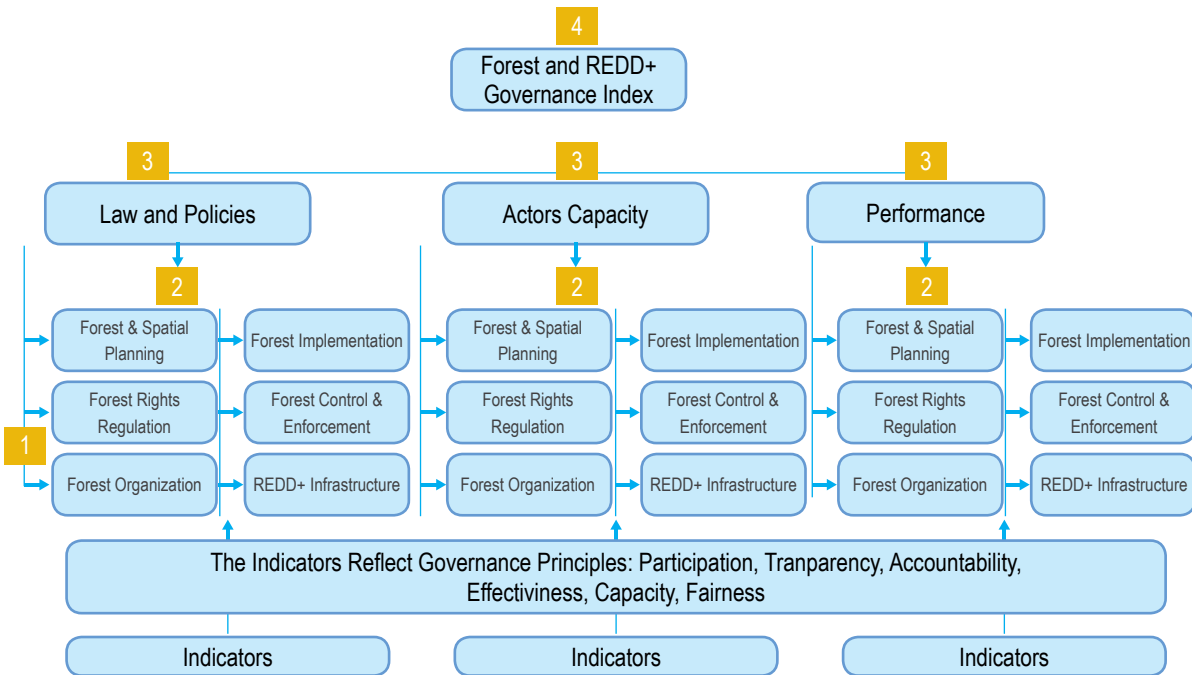 4
Forest and REDD+
Governance Index
3
3
3
Law and Policies
Actors Capacity
Performance
2
2
2
Forest & Spatial
Planning
Forest Implementation
Forest & Spatial
Planning
Forest Implementation
Forest & Spatial
Planning
Forest Implementation
Forest Rights
Regulation
Forest Control &
Enforcement
Forest Rights
Regulation
Forest Control &
Enforcement
Forest Rights
Regulation
Forest Control &
Enforcement
1
Forest Organization
REDD+ Infrastructure
Forest Organization
REDD+ Infrastructure
Forest Organization
REDD+ Infrastructure
The Indicators Reflect Governance Principles: Participation, Tranparency, Accountability,
Effectiviness, Capacity, Fairness
Indicators
Indicators
Indicators